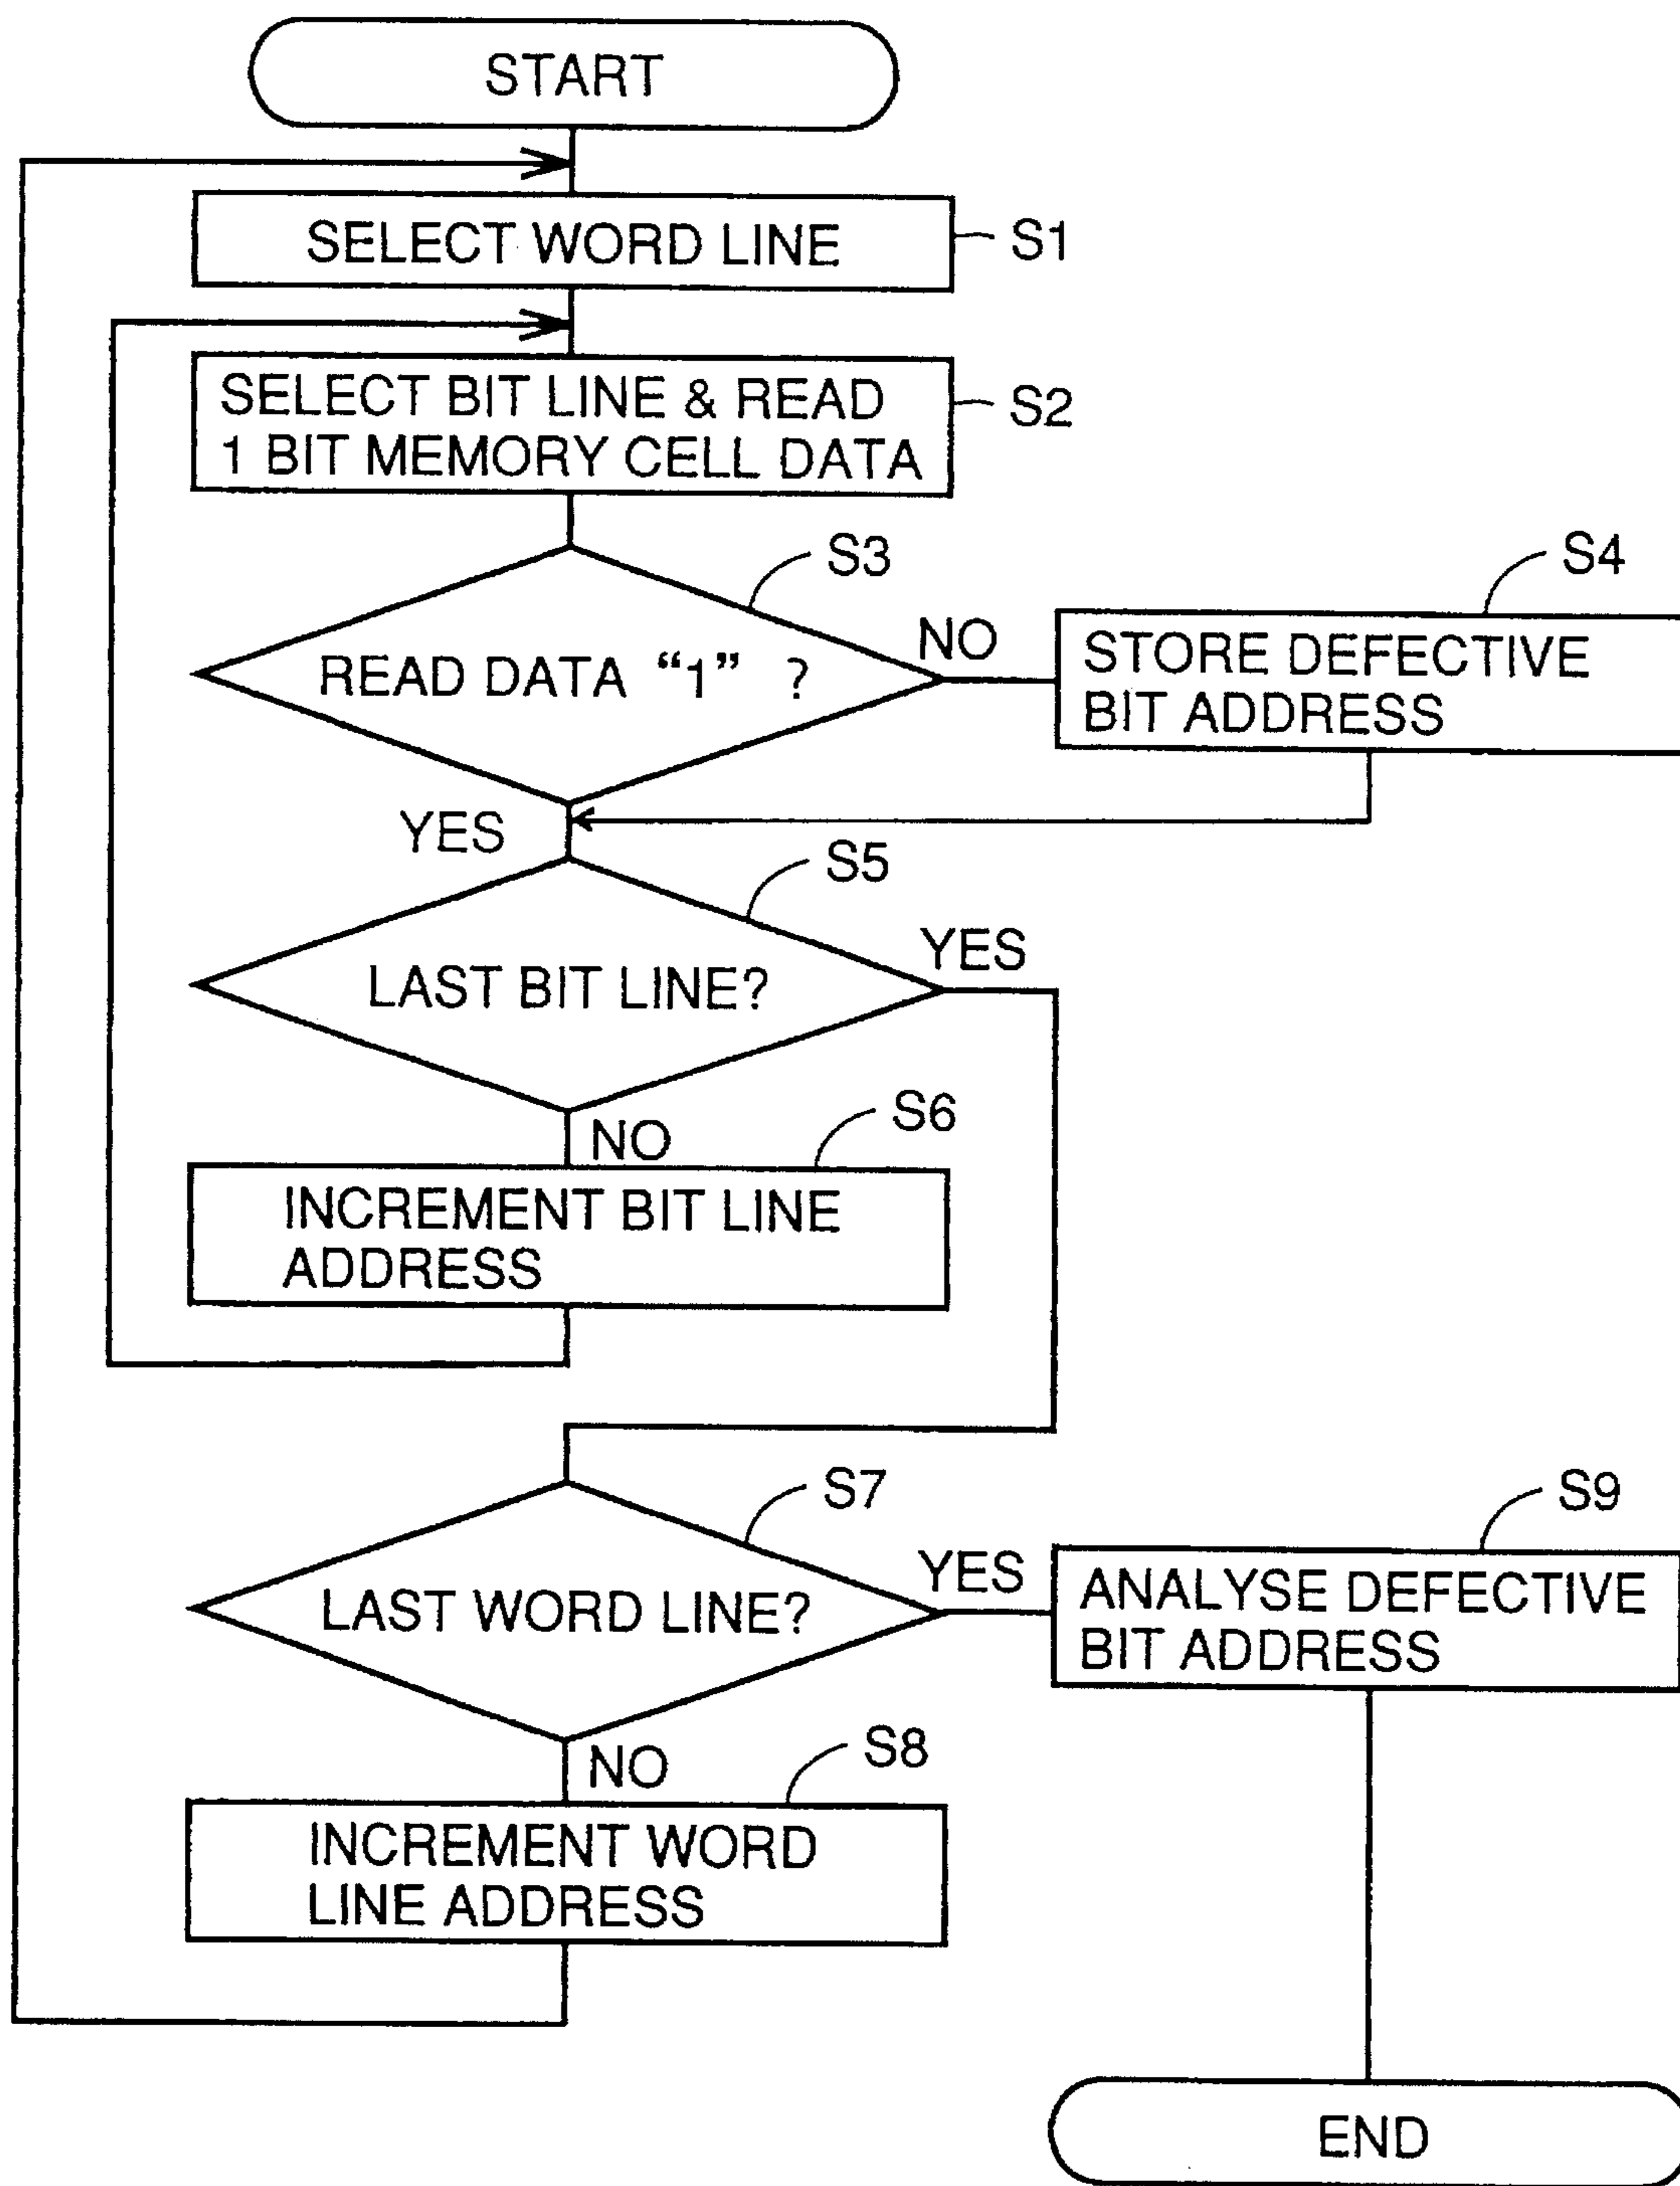 START
SELECT WORD LINE
S1
SELECT BIT LINE & READ
1 BIT MEMORY CELL DATA
S2
S3
READ DATA “1” ?
NO
S4
STORE DEFECTIVE
BIT ADDRESS
YES
S5
LAST BIT LINE?
YES
NO
S6
INCREMENT BIT LINE
ADDRESS
S7
LAST WORD LINE?
YES
S9
ANALYSE DEFECTIVE
BIT ADDRESS
NO
S8
INCREMENT WORD
LINE ADDRESS
END